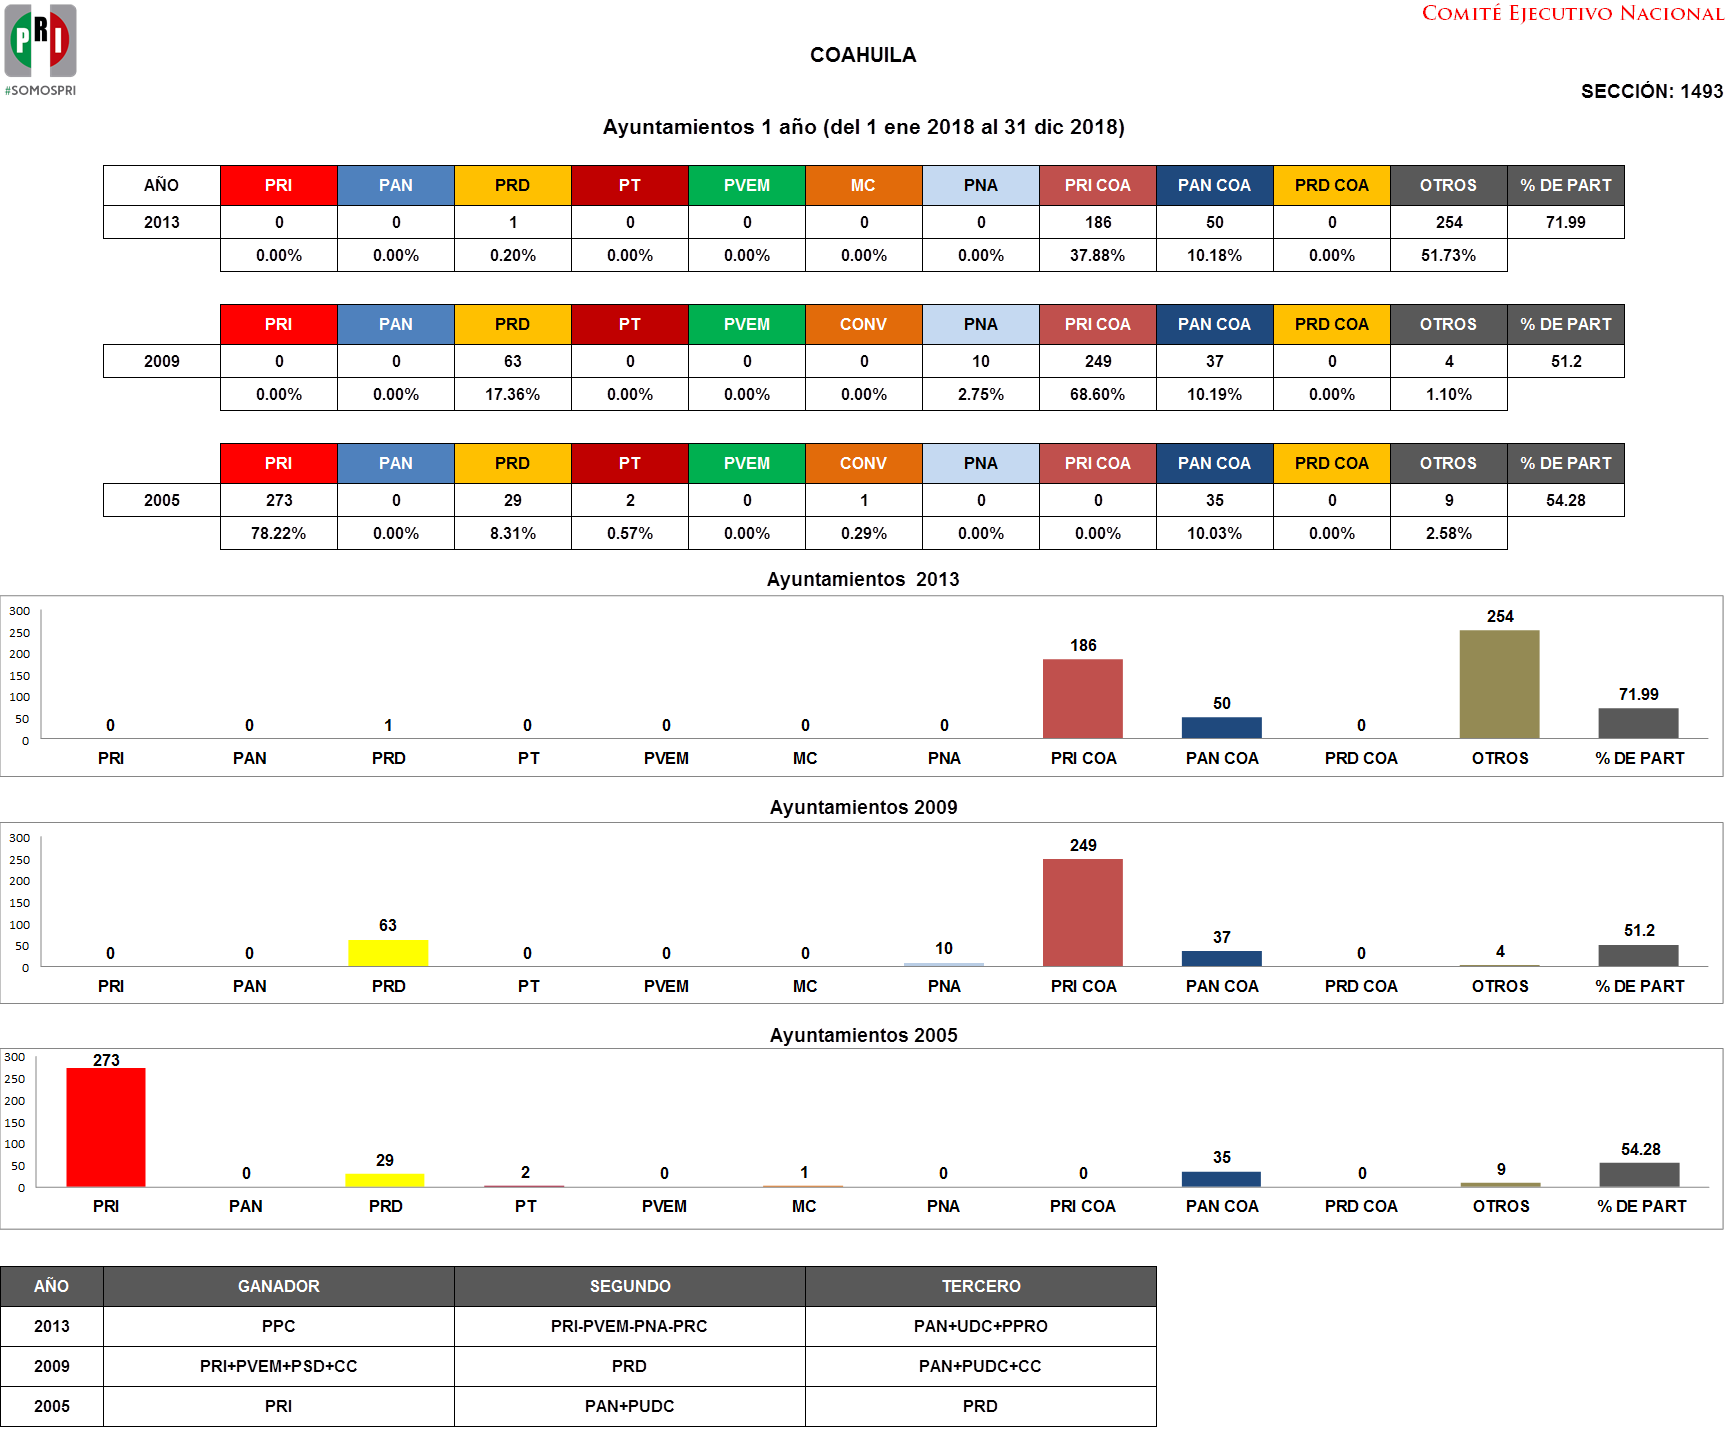 COMITÉ EJECUTIVO NACIONAL
PRI
#SOMOSPRI
COAHUILA
SECCIÓN: 1493
Ayuntamientos 1 año (del 1 ene 2018 al 31 dic 2018)
AÑO PRI PAN PRD PT PVEM MC PNA PRI COA PAN COA PRD COA OTROS % DE PART
2013 0 0 1 0 0 0 0 186 50 0 254 71.99
0.00% 0.00% 0.20% 0.00% 0.00% 0.00% 0.00% 37.88% 10.18% 0.00% 51.73%
PRI PAN PRD PT PVEM CONV PNA PRI COA PAN COA PRD COA OTROS % DE PART
2009 0 0 63 0 0 0 10 249 37 0 4 51.2
0.00% 0.00% 17.36% 0.00% 0.00% 0.00% 2.75% 68.60% 10.19% 0.00% 1.10%
PRI PAN PRD PT PVEM CONV PNA PRI COA PAN COA PRD COA OTROS % DE PART
2005 273 0 29 2 0 1 0 0 35 0 9 54.28
78.22% 0.00% 8.31% 0.57% 0.00% 0.29% 0.00% 0.00% 10.03% 0.00% 2.58%
Ayuntamientos 2013
300
250
200
150
100
50
0
0 0 1 0 0 0 0 186 50 0 254 71.99
PRI PAN PRD PT PVEM MC PNA PRI COA PAN COA PRD COA OTROS % DE PART
Ayuntamientos 2009
300
250
200
150
100
50
0
0 0 63 0 0 0 10 249 37 0 4 51.2
PRI PAN PRD PT PVEM MC PNA PRI COA PAN COA PRD COA OTROS % DE PART
Ayuntamientos 2005
300
250
200
150
100
50
0
273 0 29 2 0 1 0 0 35 0 9 54.28
PRI PAN PRD PT PVEM MC PNA PRI COA PAN COA PRD COA OTROS % DE PART
AÑO GANADOR SEGUNDO TERCERO
2013 PPC PRI-PVEM-PNA-PRC PAN+UDC+PPRO
2009 PRI+PVEM+PSD+CC PRD PAN+PUDC+CC
2005 PRI PAN+PUDC PRD